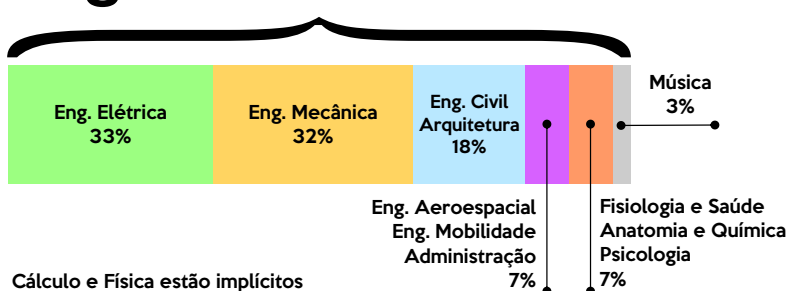 Eng. Elétrica
33%
Eng. Mecânica
32%
Eng. Civil
Arquitetura
18%
Música
3%
Eng. Aeroespacial
Eng. Mobilidade
Administração
7%
Fisiologia e Saúde
Anatomia e Química
Psicologia
7%
Cálculo e Física estão implícitos